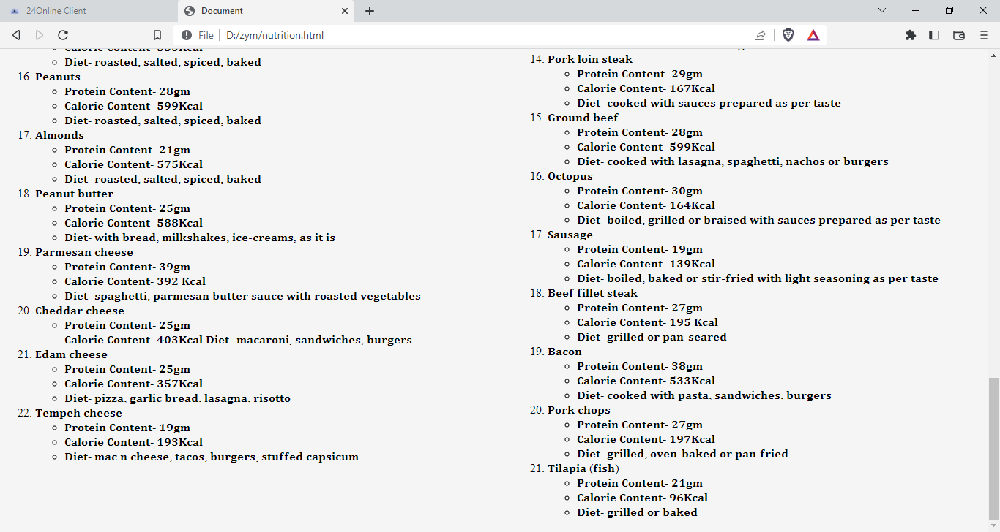 24Online Client
Document
File
D:/zym/nutrition.html
Diet- roasted, salted, spiced, baked
16. Peanuts
Protein Content- 28gm
Calorie Content- 599Kcal
Diet- roasted, salted, spiced, baked
17. Almonds
Protein Content- 21gm
Calorie Content- 575Kcal
Diet- roasted, salted, spiced, baked
18. Peanut butter
Protein Content- 25gm
Calorie Content- 588Kcal
Diet- with bread, milkshakes, ice-creams, as it is
19. Parmesan cheese
Protein Content- 39gm
Calorie Content- 392 Kcal
Diet- spaghetti, parmesan butter sauce with roasted vegetables
20. Cheddar cheese
Protein Content- 25gm
Calorie Content- 403Kcal Diet- macaroni, sandwiches, burgers
21. Edam cheese
Protein Content- 25gm
Calorie Content- 357Kcal
Diet- pizza, garlic bread, lasagna, risotto
22. Tempeh cheese
Protein Content- 19gm
Calorie Content- 193Kcal
Diet- mac n cheese, tacos, burgers, stuffed capsicum
14. Pork loin steak
Protein Content- 29gm
Calorie Content- 167Kcal
Diet- cooked with sauces prepared as per taste
15. Ground beef
Protein Content- 28gm
Calorie Content- 599Kcal
Diet- cooked with lasagna, spaghetti, nachos or burgers
16. Octopus
Protein Content- 30gm
Calorie Content- 164Kcal
Diet- boiled, grilled or braised with sauces prepared as per taste
17. Sausage
Protein Content- 19gm
Calorie Content- 139Kcal
Diet- boiled, baked or stir-fried with light seasoning as per taste
18. Beef fillet steak
Protein Content- 27gm
Calorie Content- 195 Kcal
Diet- grilled or pan-seared
19. Bacon
Protein Content- 38gm
Calorie Content- 533Kcal
Diet- cooked with pasta, sandwiches, burgers
20. Pork chops
Protein Content- 27gm
Calorie Content- 197Kcal
Diet- grilled, oven-baked or pan-fried
21. Tilapia (fish)
Protein Content- 21gm
Calorie Content- 96Kcal
Diet- grilled or baked